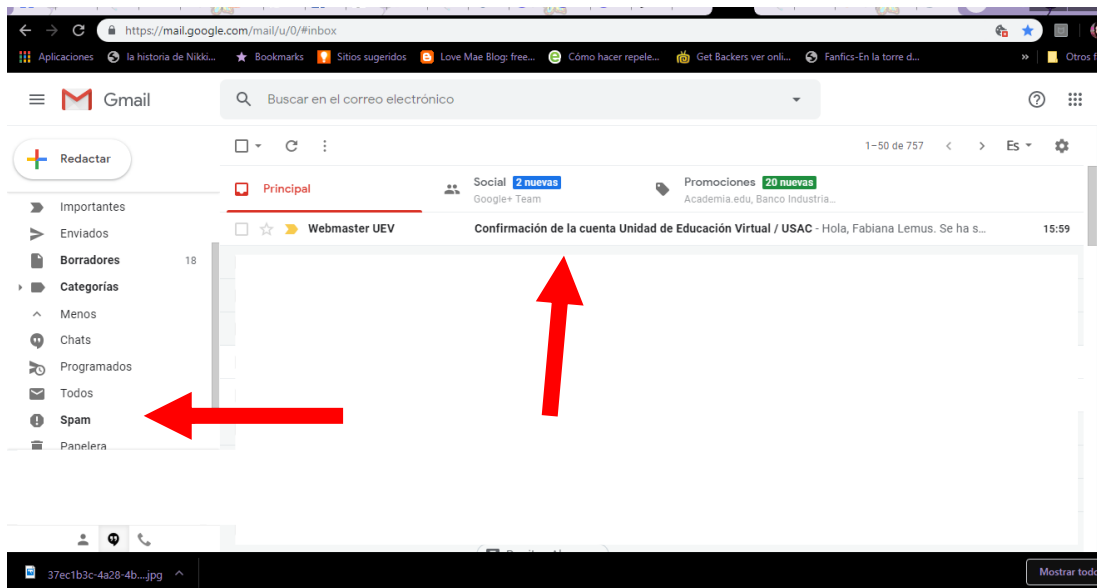 https://mail.google.com/mail/u/0/#inbox
Aplicaciones la historia de Nikki... Bookmarks Sitios sugeridos Love Mae Blog: free... Cómo hacer repele... Get Backers ver onli... Fanfics-En la torre d... » Otros f
Gmail Buscar en el correo electrónico
Redactar 1–50 de 757 Es
Principal Social 2 nuevas Promociones 20 nuevas
Google+ Team Academia.edu, Banco Industria...
Importantes
Webmaster UEV Confirmación de la cuenta Unidad de Educación Virtual / USAC - Hola, Fabiana Lemus. Se ha s... 15:59
Enviados
Borradores 18
Categorías
Menos
Chats
Programados
Todos
Spam
Papelera
37ec1b3c-4a28-4b....jpg Mostrar todo